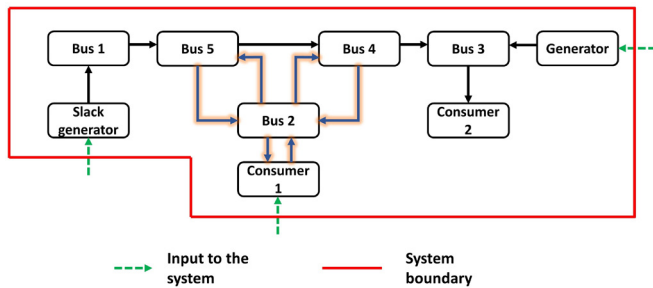 Bus 1
Bus 5
Bus 4
Bus 3
Generator
Slack
generator
Bus 2
Consumer
2
Consumer
1
Input to the
system
System
boundary